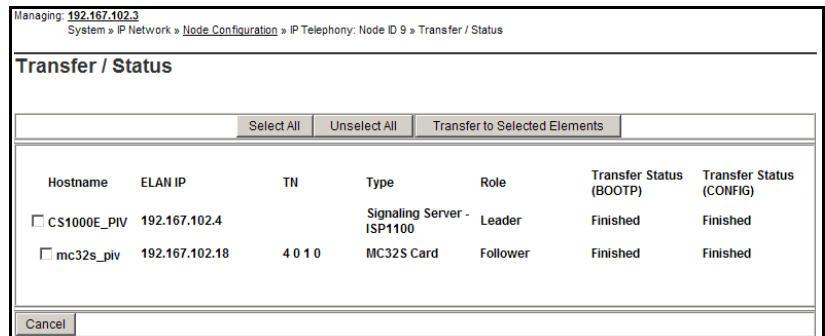 Managing: 192.167.102.3
System » IP Network » Node Configuration » IP Telephony: Node ID 9 » Transfer / Status
Transfer / Status
Select All Unselect All Transfer to Selected Elements
Hostname ELAN IP TN Type Role Transfer Status (BOOTP) Transfer Status (CONFIG)
CS1000E_PIV 192.167.102.4 Signaling Server - ISP1100 Leader Finished Finished
mc32s_piv 192.167.102.18 4 0 1 0 MC32S Card Follower Finished Finished
Cancel